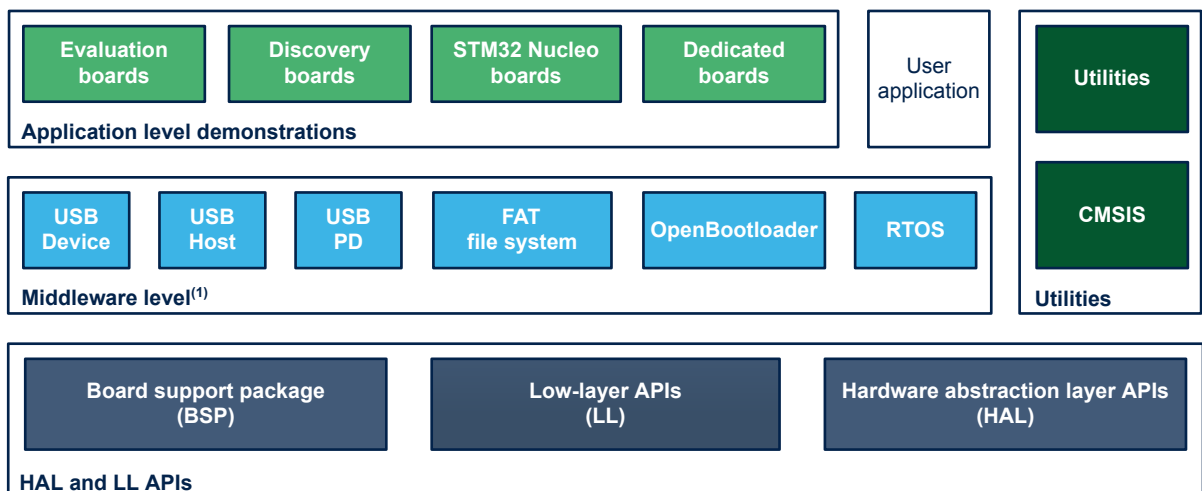 Evaluation
boards
Discovery
boards
STM32 Nucleo
boards
Dedicated
boards
Application level demonstrations
User
application
Utilities
CMSIS
Utilities
USB
Device
USB
Host
USB
PD
FAT
file system
OpenBootloader
RTOS
Middleware level(1)
Board support package
(BSP)
Low-layer APIs
(LL)
Hardware abstraction layer APIs
(HAL)
HAL and LL APIs